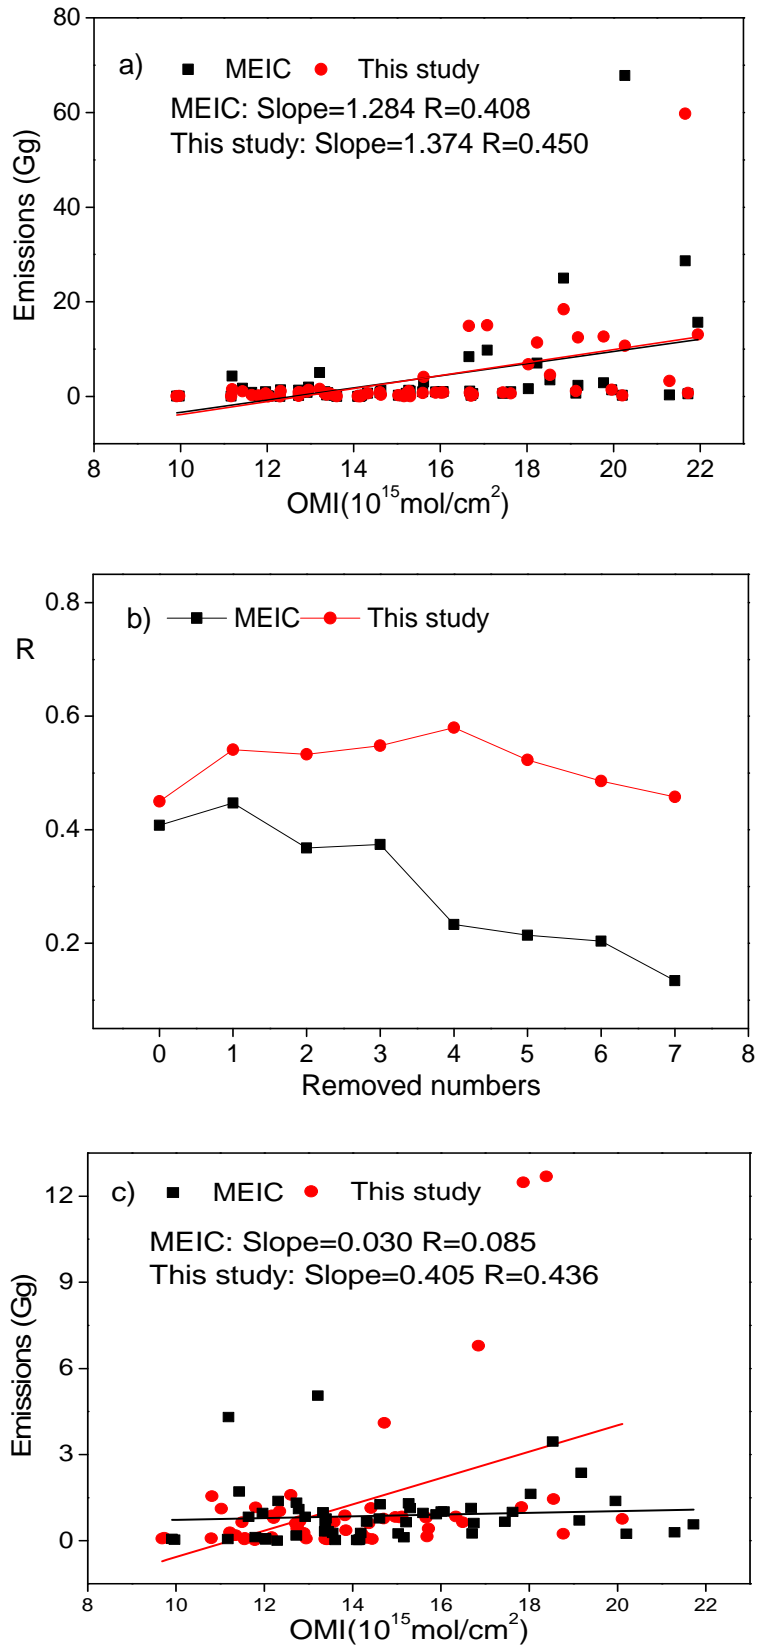 80
a) MEIC This study
MEIC: Slope=1.284 R=0.408
This study: Slope=1.374 R=0.450
60
40
20
0
Emissions (Gg)
8 10 12 14 16 18 20 22
OMI(10^15mol/cm^2)
0.8
b) MEIC This study
R
0.6
0.4
0.2
0 1 2 3 4 5 6 7 8
Removed numbers
12
c) MEIC This study
MEIC: Slope=0.030 R=0.085
This study: Slope=0.405 R=0.436
9
6
3
0
Emissions (Gg)
8 10 12 14 16 18 20 22
OMI(10^15mol/cm^2)